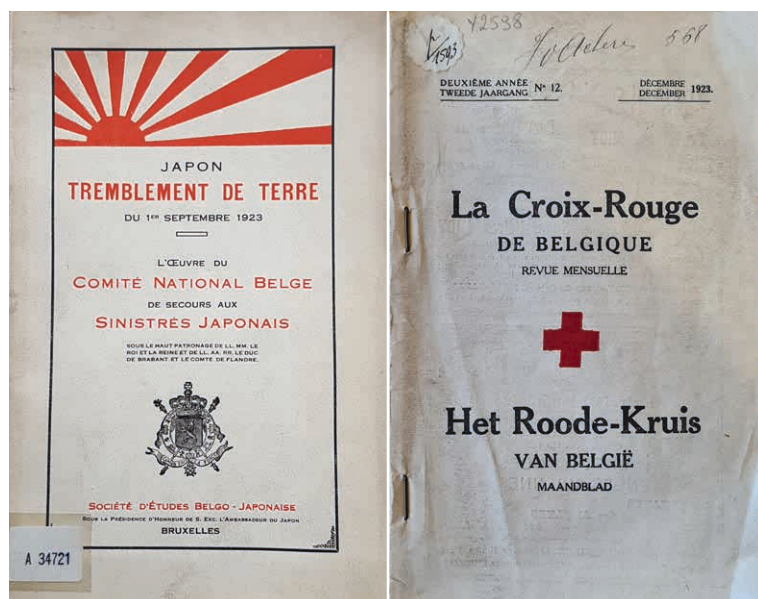 JAPON
TREMBLEMENT DE TERRE
DU 1ER SEPTEMBRE 1923
L'ŒUVRE DU
COMITÉ NATIONAL BELGE
DE SECOURS AUX
SINISTRÉS JAPONAIS
SOUS LE HAUT PATRONAGE DE LL. MM. LE
ROI ET LA REINE ET DE LL. AA. RR. LE DUC
DE BRABANT ET LE COMTE DE FLANDRE.
SOCIÉTÉ D'ÉTUDES BELGO-JAPONAISE
SOUS LA PRÉSIDENCE D'HONNEUR DE S. EXC. L'AMBASSADEUR DU JAPON
BRUXELLES
A 34721
Y2598
1593
568
DEUXIÈME ANNÉE
TWEEDE JAARGANG
No 12.
DÉCEMBRE
DECEMBER
1923.
La Croix-Rouge
DE BELGIQUE
REVUE MENSUELLE
Het Roode-Kruis
VAN BELGIË
MAANDBLAD